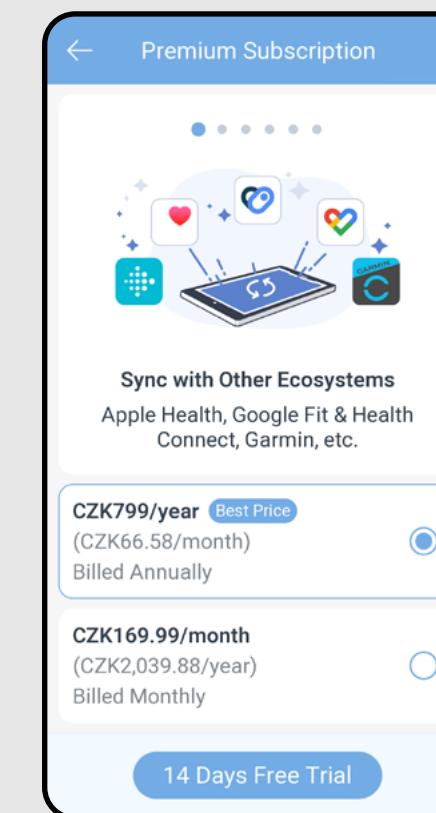 Premium Subscription
GARMIN
Sync with Other Ecosystems
Apple Health, Google Fit & Health
Connect, Garmin, etc.
CZK799/year Best Price
(CZK66.58/month)
Billed Annually
CZK169.99/month
(CZK2,039.88/year)
Billed Monthly
14 Days Free Trial